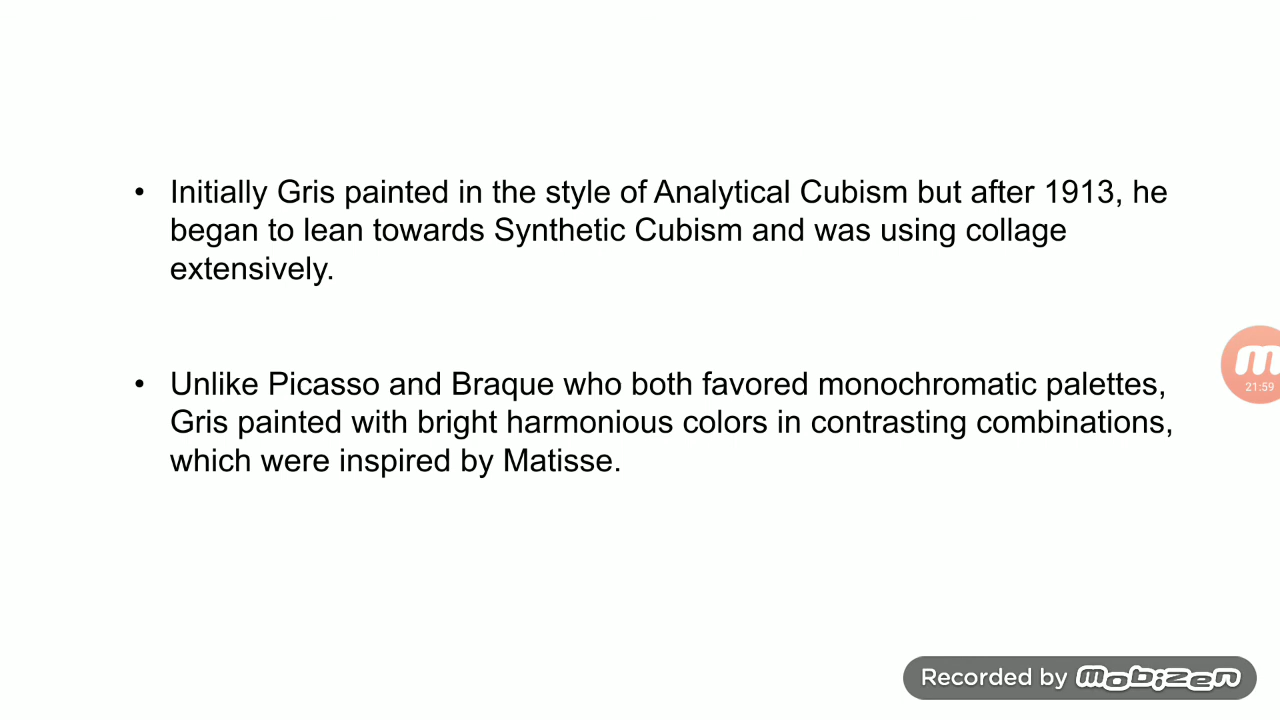 • Initially Gris painted in the style of Analytical Cubism but after 1913, he
began to lean towards Synthetic Cubism and was using collage
extensively.
• Unlike Picasso and Braque who both favored monochromatic palettes,
Gris painted with bright harmonious colors in contrasting combinations,
which were inspired by Matisse.
21:59
Recorded by mobizen